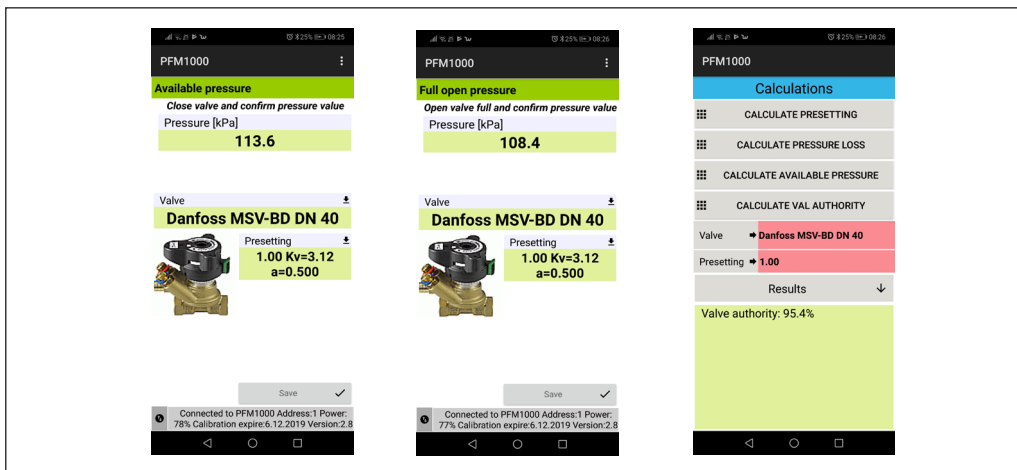 25% 08:25
PFM1000
Available pressure
Close valve and confirm pressure value
Pressure [kPa]
113.6
Valve
Danfoss MSV-BD DN 40
Presetting
1.00 Kv=3.12
a=0.500
Save
Connected to PFM1000 Address:1 Power:
78% Calibration expire:6.12.2019 Version:2.8
25% 08:26
PFM1000
Full open pressure
Open valve full and confirm pressure value
Pressure [kPa]
108.4
Valve
Danfoss MSV-BD DN 40
Presetting
1.00 Kv=3.12
a=0.500
Save
Connected to PFM1000 Address:1 Power:
77% Calibration expire:6.12.2019 Version:2.8
25% 08:26
PFM1000
Calculations
CALCULATE PRESETTING
CALCULATE PRESSURE LOSS
CALCULATE AVAILABLE PRESSURE
CALCULATE VAL AUTHORITY
Valve Danfoss MSV-BD DN 40
Presetting 1.00
Results
Valve authority: 95.4%